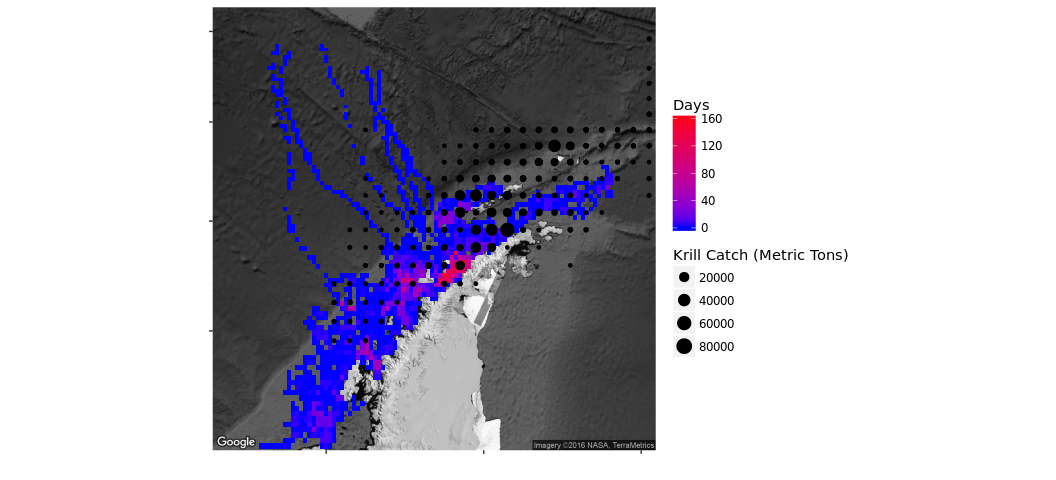 Days
160
120
80
40
0
Krill Catch (Metric Tons)
20000
40000
60000
80000
Google
Imagery ©2016 NASA, TerraMetrics